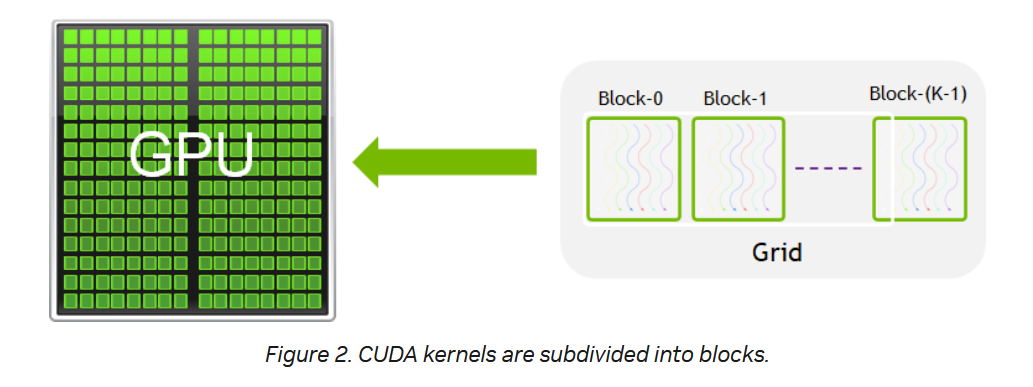 GPU
Block-0 Block-1 Block-(K-1)
Grid
Figure 2. CUDA kernels are subdivided into blocks.